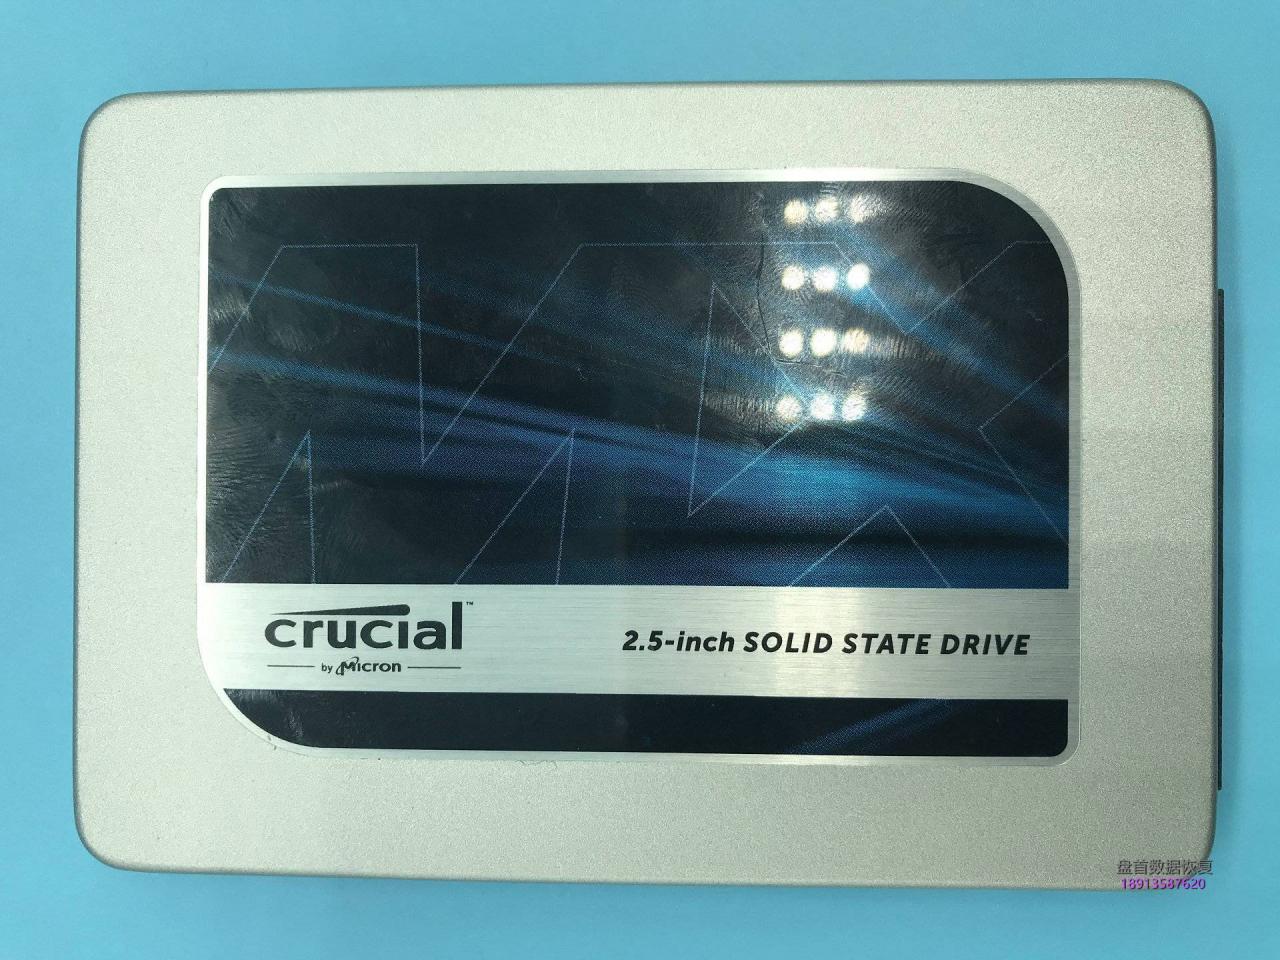 crucial™
by Micron
2.5-inch SOLID STATE DRIVE
盘首数据恢复
18913587620